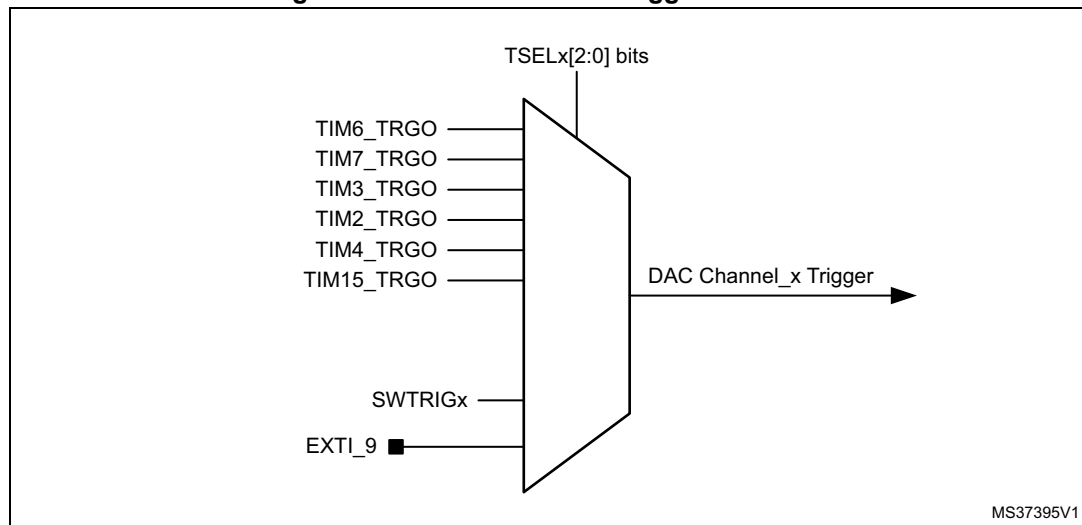 TSELx[2:0] bits
TIM6_TRGO
TIM7_TRGO
TIM3_TRGO
TIM2_TRGO
TIM4_TRGO
TIM15_TRGO
DAC Channel_x Trigger
SWTRIGx
EXTI_9
MS37395V1